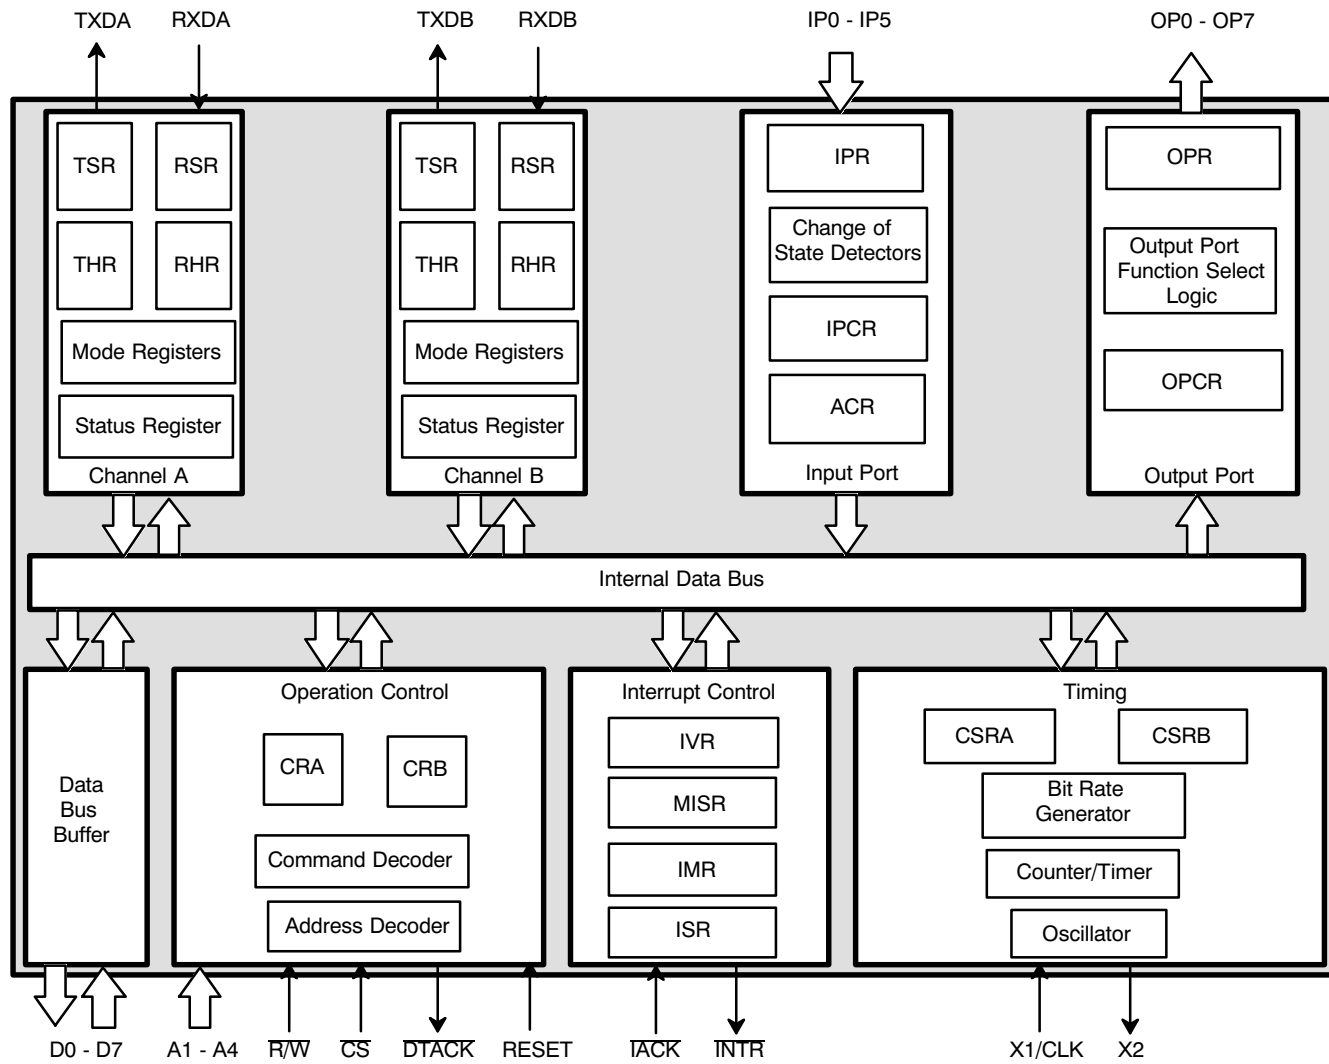 TXDA RXDA TXDB RXDB IP0 - IP5 OP0 - OP7
TSR RSR
THR RHR
Mode Registers
Status Register
Channel A
TSR RSR
THR RHR
Mode Registers
Status Register
Channel B
IPR
Change of
State Detectors
IPCR
ACR
Input Port
OPR
Output Port
Function Select
Logic
OPCR
Output Port
Internal Data Bus
Data
Bus
Buffer
Operation Control
CRA CRB
Command Decoder
Address Decoder
Interrupt Control
IVR
MISR
IMR
ISR
Timing
CSRA CSRB
Bit Rate
Generator
Counter/Timer
Oscillator
D0 - D7 A1 - A4 R/W CS DTACK RESET IACK INTR X1/CLK X2